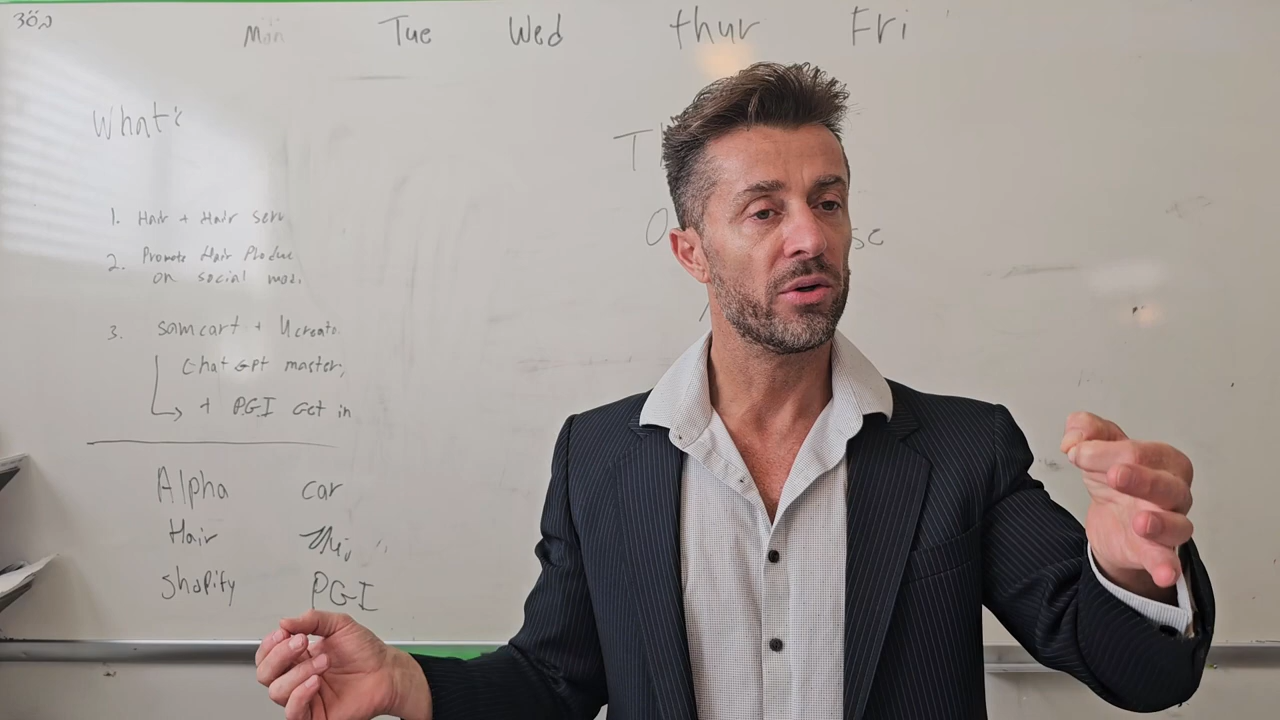 Mon Tue Wed thur Fri
What's
1. Hair + Hair serv
2. Promote Hair Produc
on social med.
3. samcart + Ucreate
Chat GPT master,
+ PGI Get in
Alpha car
Hair
shopify PGI